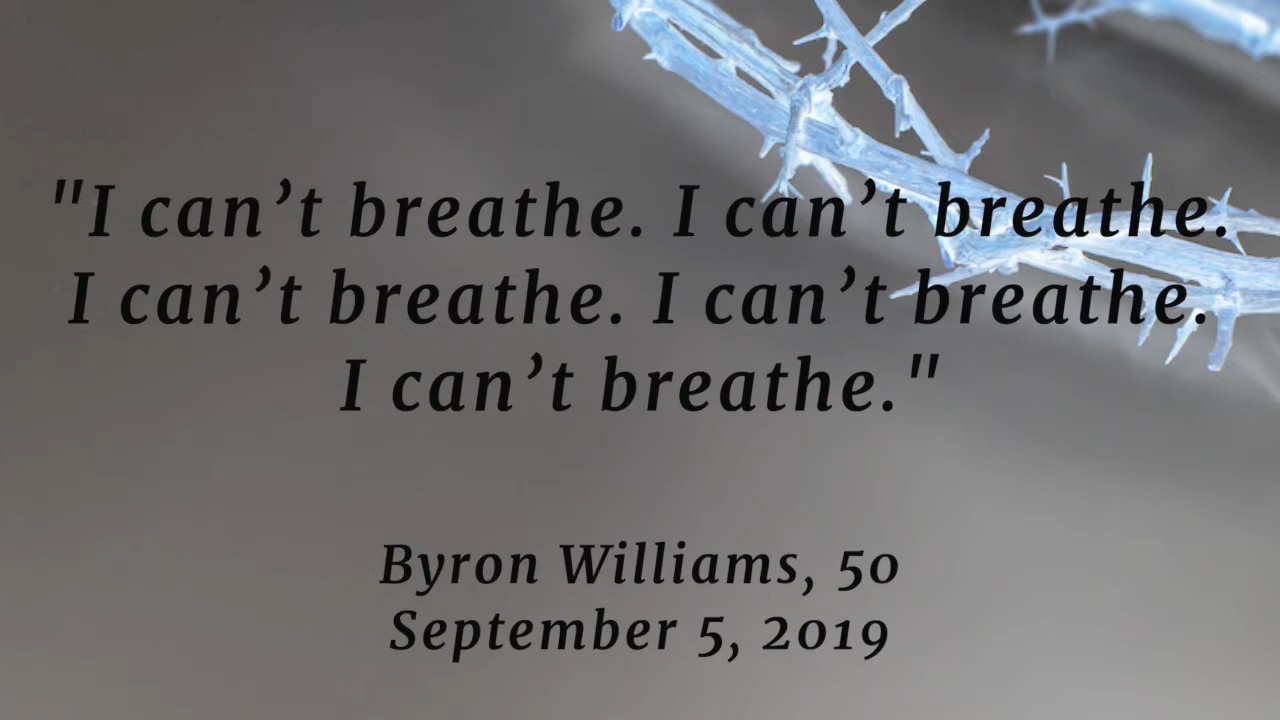 "I can’t breathe. I can’t breathe.
I can’t breathe. I can’t breathe.
I can’t breathe."
Byron Williams, 50
September 5, 2019